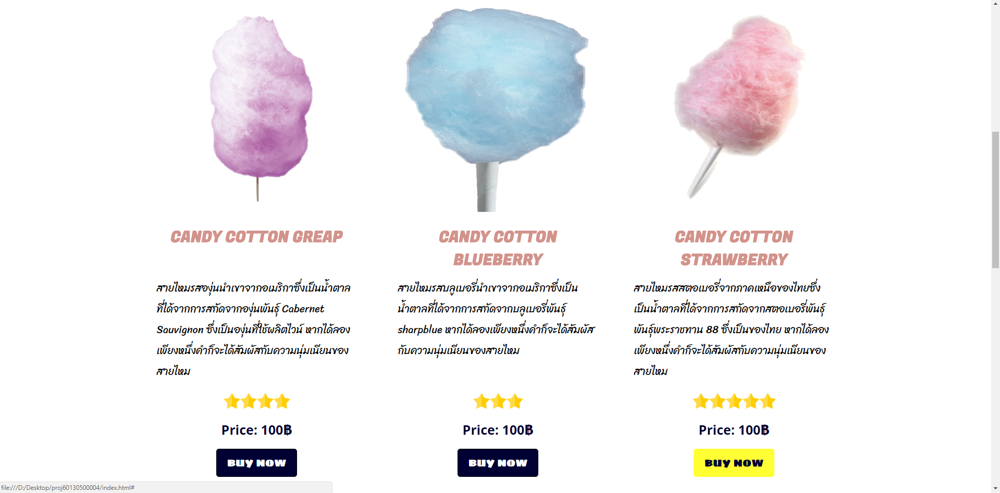 CANDY COTTON GREAP
สายไหมรสองุ่นนำเขาจากอเมริกาซึ่งเป็นน้ำตาล
ที่ได้จากการสกัดจากองุ่นพันธุ์ Cabernet
Sauvignon ซึ่งเป็นองุ่นที่ใช้ผลิตไวน์ หากได้ลอง
เพียงหนึ่งคำก็จะได้สัมผัสกับความนุ่มเนียนของ
สายไหม
Price: 100฿
BUY NOW
CANDY COTTON
BLUEBERRY
สายไหมรสบลูเบอรี่นำเขาจากอเมริกาซึ่งเป็น
น้ำตาลที่ได้จากการสกัดจากบลูเบอรี่พันธุ์
sharpblue หากได้ลองเพียงหนึ่งคำก็จะได้สัมผัส
กับความนุ่มเนียนของสายไหม
Price: 100฿
BUY NOW
CANDY COTTON
STRAWBERRY
สายไหมรสสตอเบอรี่จากภาคเหนือของไทยซึ่ง
เป็นน้ำตาลที่ได้จากการสกัดจากสตอเบอรี่พันธุ์
พันธุ์พระราชทาน 88 ซึ่งเป็นของไทย หากได้ลอง
เพียงหนึ่งคำก็จะได้สัมผัสกับความนุ่มเนียนของ
สายไหม
Price: 100฿
BUY NOW
file:///D:/Desktop/proj60130500004/index.html#